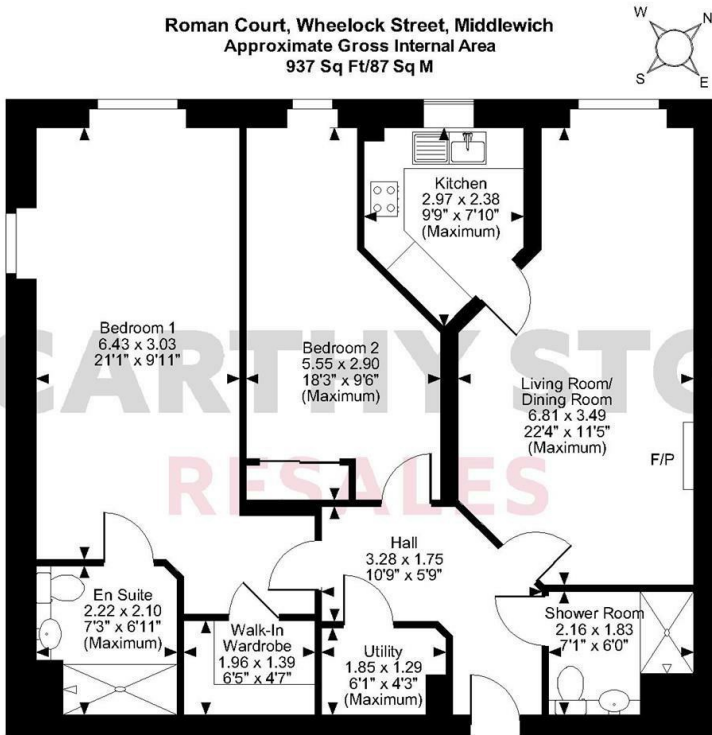 Roman Court, Wheelock Street, Middlewich
Approximate Gross Internal Area
937 Sq Ft/87 Sq M
W
N
S
E
Kitchen
2.97 x 2.38
9'9" x 7'10"
(Maximum)
Bedroom 1
6.43 x 3.03
21'1" x 9'11"
Bedroom 2
5.55 x 2.90
18'3" x 9'6"
(Maximum)
Living Room/
Dining Room
6.81 x 3.49
22'4" x 11'5"
(Maximum)
F/P
CARTHY STO
RESALES
Hall
3.28 x 1.75
10'9" x 5'9"
En Suite
2.22 x 2.10
7'3" x 6'11"
(Maximum)
Walk-In
Wardrobe
1.96 x 1.39
6'5" x 4'7"
Utility
1.85 x 1.29
6'1" x 4'3"
(Maximum)
Shower Room
2.16 x 1.83
7'1" x 6'0"